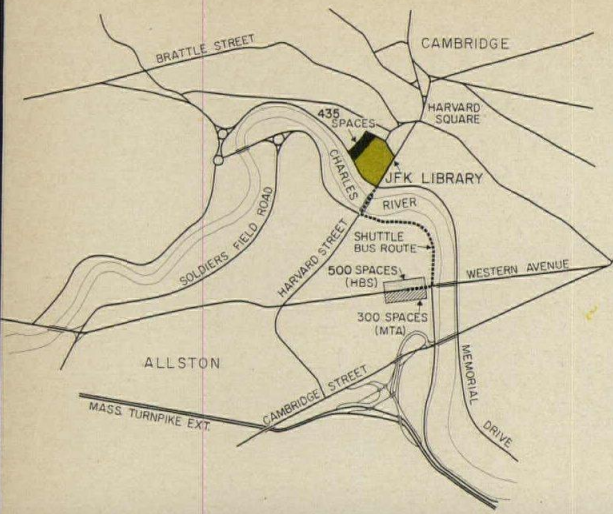 BRATTLE STREET
CAMBRIDGE
HARVARD
SQUARE
435
SPACES
JFK LIBRARY
CHARLES
RIVER
SOLDIERS FIELD ROAD
HARVARD STREET
SHUTTLE
BUS ROUTE
500 SPACES
(HBS)
WESTERN AVENUE
300 SPACES
(MTA)
ALLSTON
MEMORIAL
DRIVE
CAMBRIDGE STREET
MASS. TURNPIKE EXT.